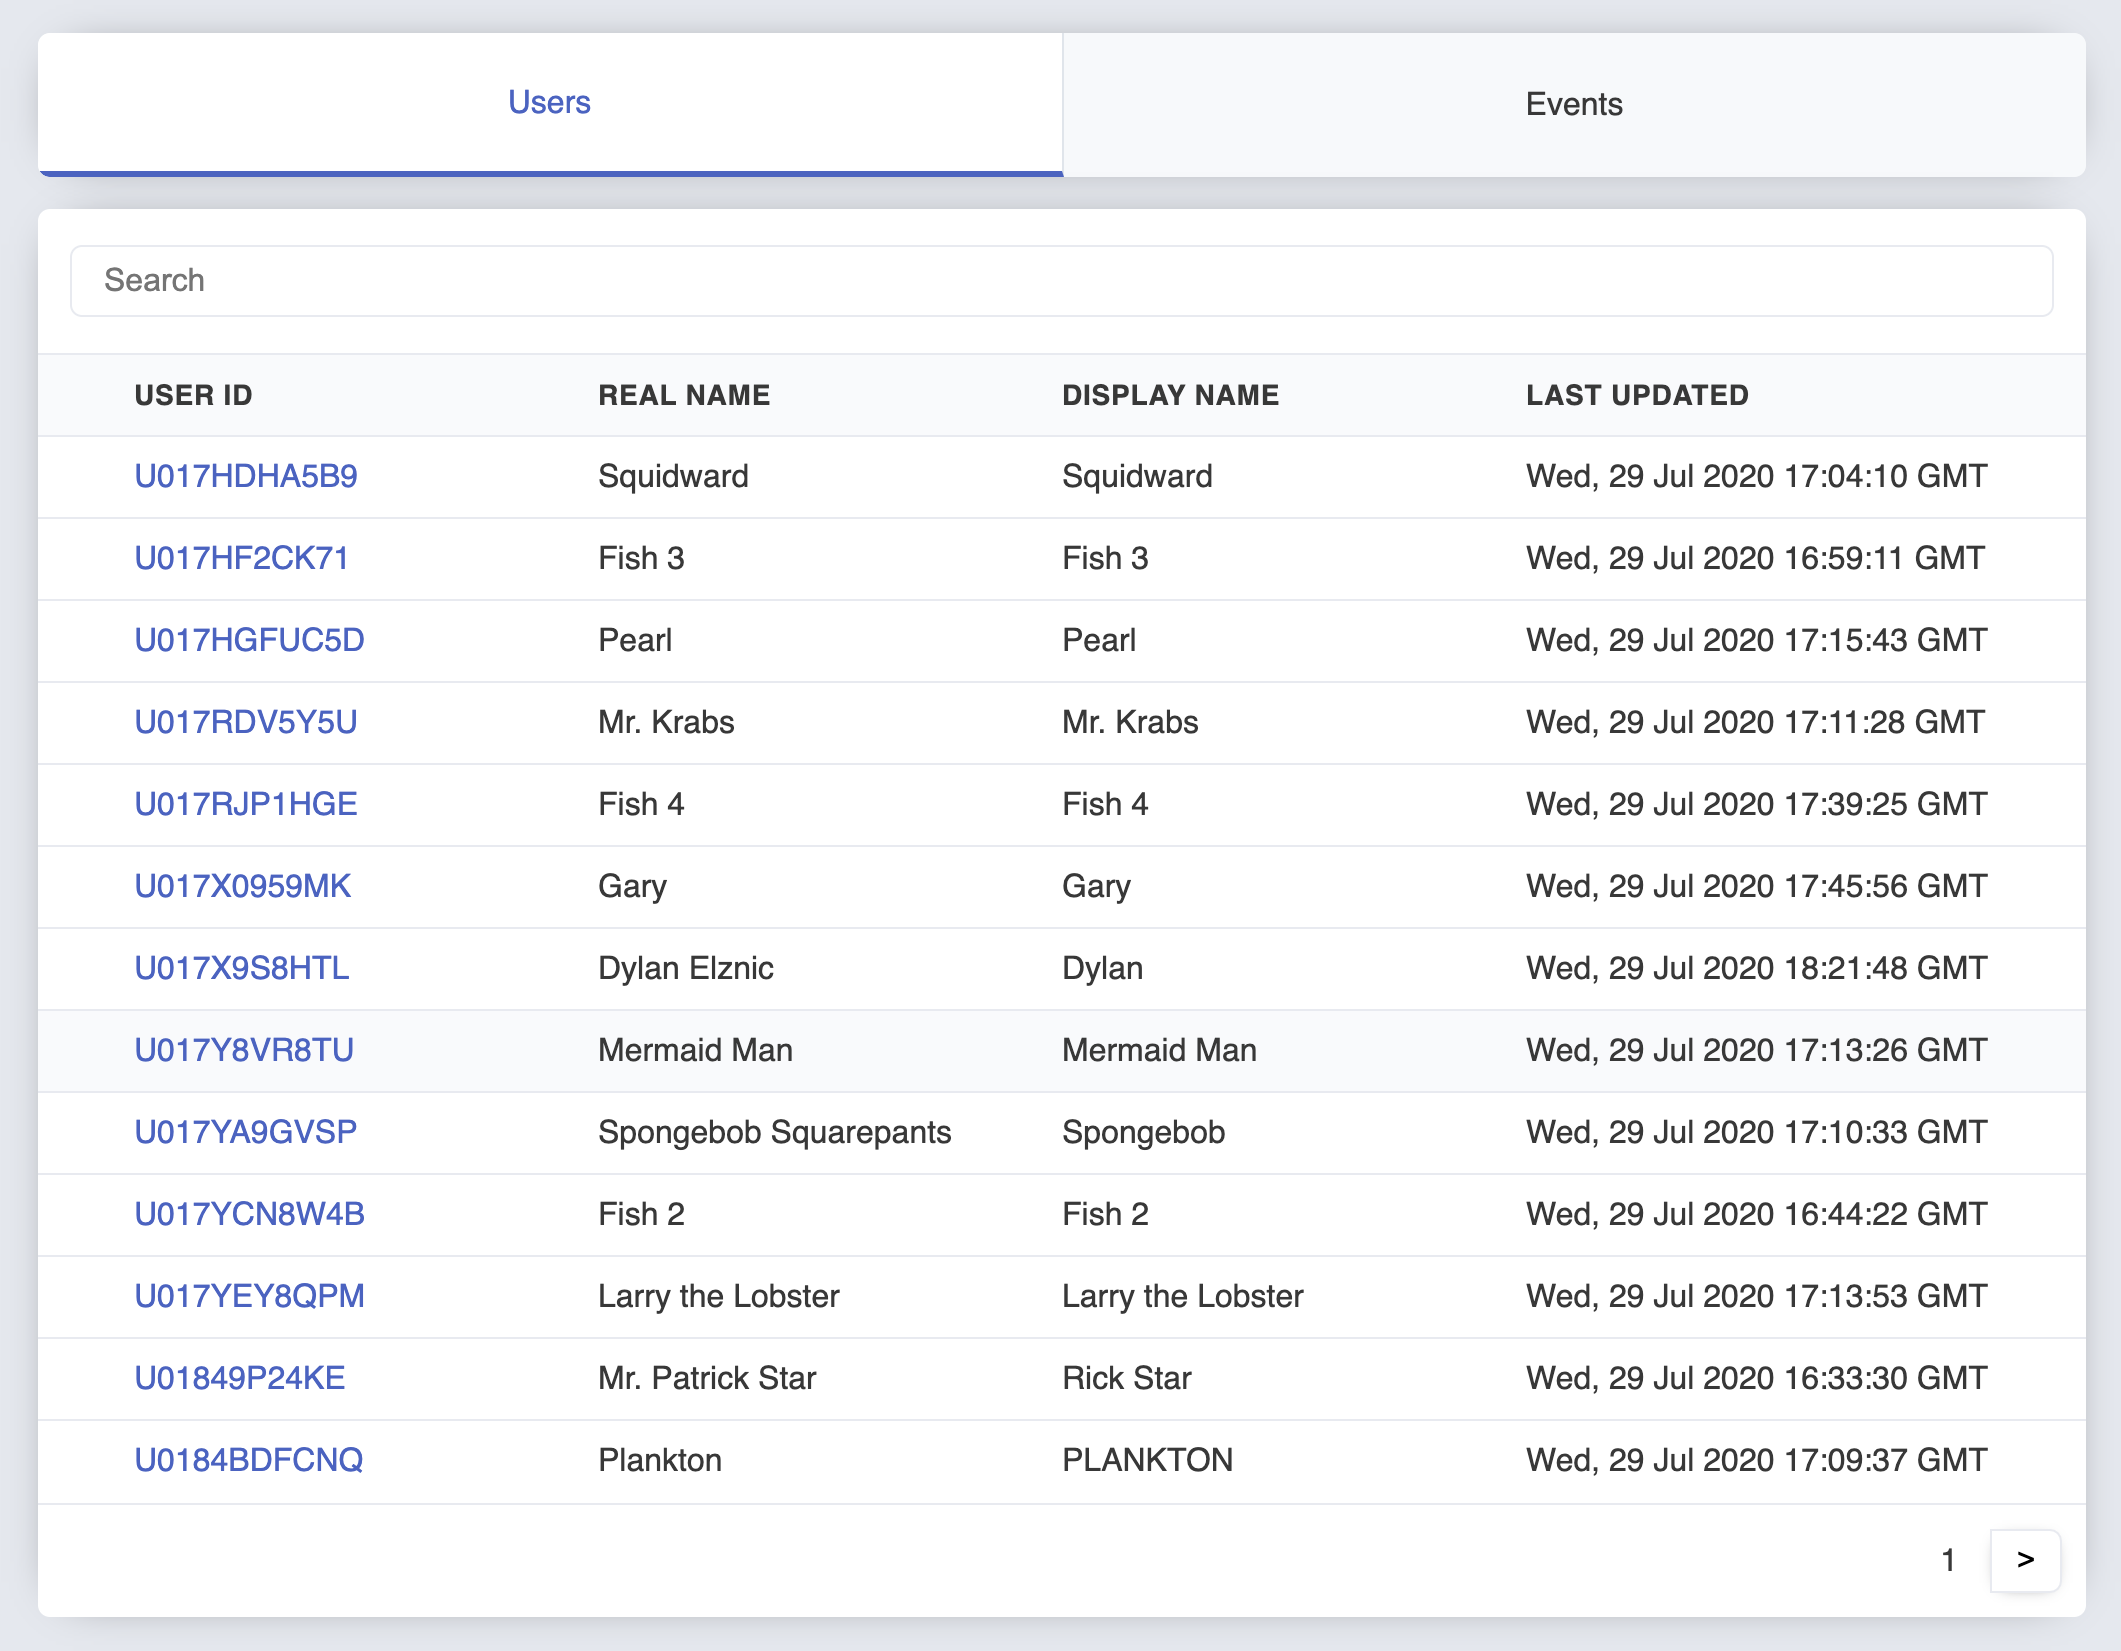 Users Events
Search
USER ID REAL NAME DISPLAY NAME LAST UPDATED
U017HDHA5B9 Squidward Squidward Wed, 29 Jul 2020 17:04:10 GMT
U017HF2CK71 Fish 3 Fish 3 Wed, 29 Jul 2020 16:59:11 GMT
U017HGFUC5D Pearl Pearl Wed, 29 Jul 2020 17:15:43 GMT
U017RDV5Y5U Mr. Krabs Mr. Krabs Wed, 29 Jul 2020 17:11:28 GMT
U017RJP1HGE Fish 4 Fish 4 Wed, 29 Jul 2020 17:39:25 GMT
U017X0959MK Gary Gary Wed, 29 Jul 2020 17:45:56 GMT
U017X9S8HTL Dylan Elznic Dylan Wed, 29 Jul 2020 18:21:48 GMT
U017Y8VR8TU Mermaid Man Mermaid Man Wed, 29 Jul 2020 17:13:26 GMT
U017YA9GVSP Spongebob Squarepants Spongebob Wed, 29 Jul 2020 17:10:33 GMT
U017YCN8W4B Fish 2 Fish 2 Wed, 29 Jul 2020 16:44:22 GMT
U017YEY8QPM Larry the Lobster Larry the Lobster Wed, 29 Jul 2020 17:13:53 GMT
U01849P24KE Mr. Patrick Star Rick Star Wed, 29 Jul 2020 16:33:30 GMT
U0184BDFCNQ Plankton PLANKTON Wed, 29 Jul 2020 17:09:37 GMT
1 >